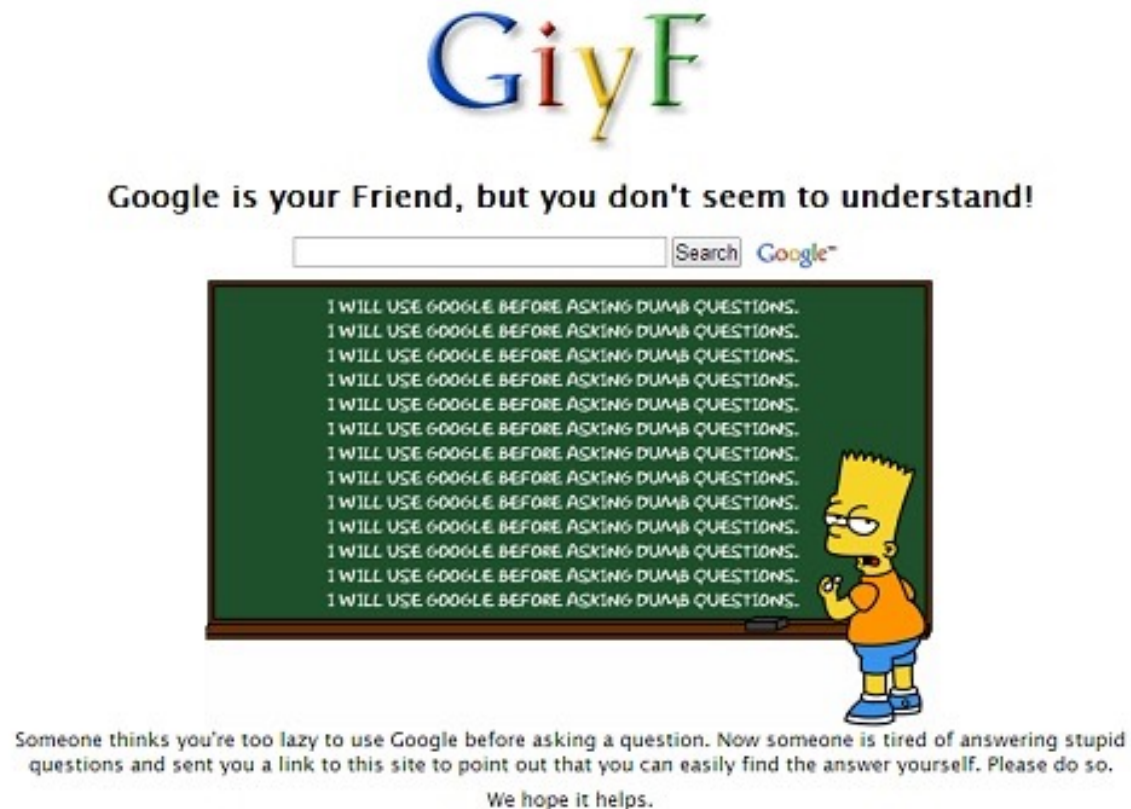 GiyF
Google is your Friend, but you don't seem to understand!
Search Google™
I WILL USE GOOGLE BEFORE ASKING DUMB QUESTIONS.
I WILL USE GOOGLE BEFORE ASKING DUMB QUESTIONS.
I WILL USE GOOGLE BEFORE ASKING DUMB QUESTIONS.
I WILL USE GOOGLE BEFORE ASKING DUMB QUESTIONS.
I WILL USE GOOGLE BEFORE ASKING DUMB QUESTIONS.
I WILL USE GOOGLE BEFORE ASKING DUMB QUESTIONS.
I WILL USE GOOGLE BEFORE ASKING DUMB QUESTIONS.
I WILL USE GOOGLE BEFORE ASKING DUMB QUESTIONS.
I WILL USE GOOGLE BEFORE ASKING DUMB QUESTIONS.
I WILL USE GOOGLE BEFORE ASKING DUMB QUESTIONS.
I WILL USE GOOGLE BEFORE ASKING DUMB QUESTIONS.
I WILL USE GOOGLE BEFORE ASKING DUMB QUESTIONS.
I WILL USE GOOGLE BEFORE ASKING DUMB QUESTIONS.
Someone thinks you're too lazy to use Google before asking a question. Now someone is tired of answering stupid
questions and sent you a link to this site to point out that you can easily find the answer yourself. Please do so.
We hope it helps.